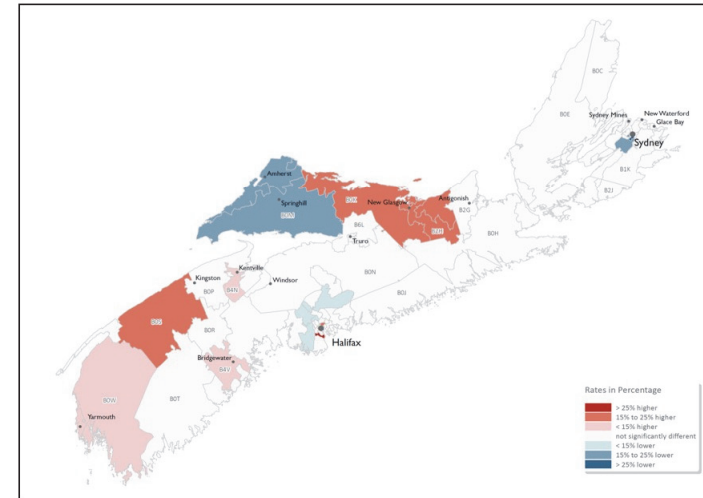 B0C
B0E
New Waterford
Sydney Mines
Glace Bay
Sydney
B1K
B2J
Amherst
Springhill
New Glasgow
Antigonish
B2G
B0H
B6L
Truro
B0N
B0J
Kentville
Kingston
B0P
B4N
Windsor
B0S
B0R
Halifax
Bridgewater
B4V
B0W
B0T
Yarmouth
Rates in Percentage
> 25% higher
15% to 25% higher
< 15% higher
not significantly different
< 15% lower
15% to 25% lower
> 25% lower